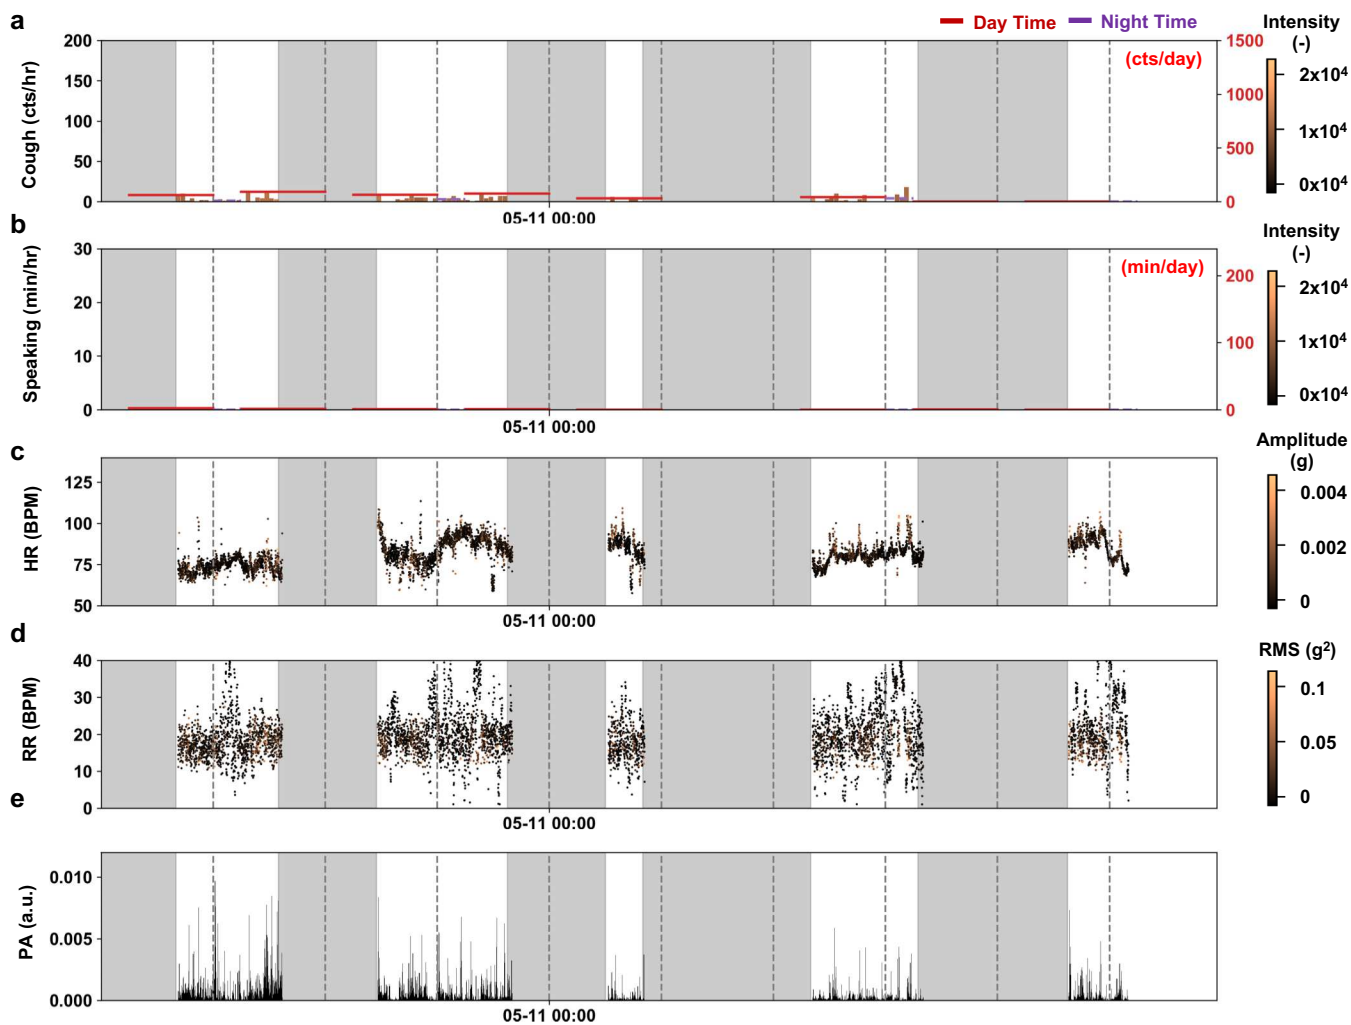 a
Day Time
Night Time
Intensity
(-)
Cough (cts/hr)
200
150
100
50
0
(cts/day)
1500
1000
500
0
2x10⁴
1x10⁴
0x10⁴
05-11 00:00
b
Speaking (min/hr)
30
20
10
0
(min/day)
200
100
0
Intensity
(-)
2x10⁴
1x10⁴
0x10⁴
05-11 00:00
c
HR (BPM)
125
100
75
50
Amplitude
(g)
0.004
0.002
0
05-11 00:00
d
RR (BPM)
40
30
20
10
0
RMS (g²)
0.1
0.05
0
05-11 00:00
e
PA (a.u.)
0.010
0.005
0.000
05-11 00:00